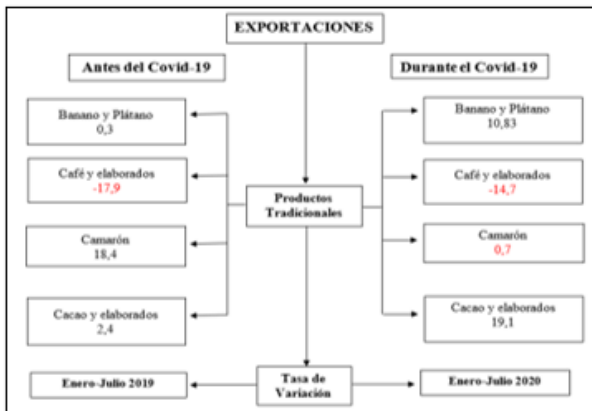 EXPORTACIONES
Antes del Covid-19
Durante el Covid-19
Banano y Plátano
0,3
Café y elaborados
-17,9
Camarón
18,4
Cacao y elaborados
2,4
Productos
Tradicionales
Banano y Plátano
10,83
Café y elaborados
-14,7
Camarón
0,7
Cacao y elaborados
19,1
Enero-Julio 2019
Tasa de
Variación
Enero-Julio 2020